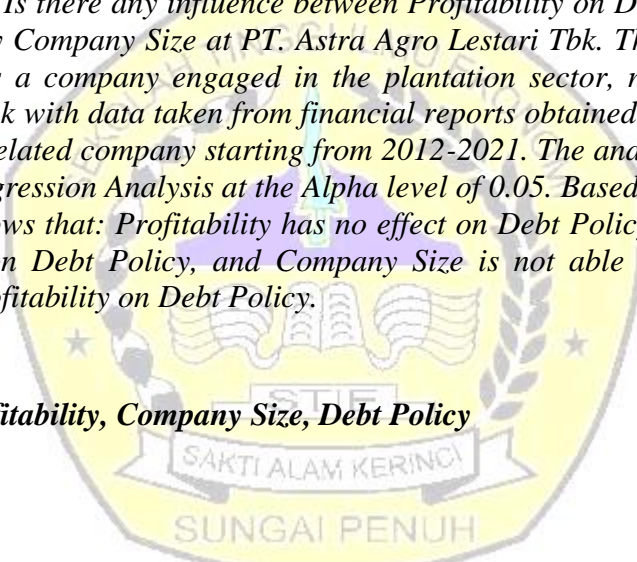 Is there any influence between Profitability on D
y Company Size at PT. Astra Agro Lestari Tbk. Th
a company engaged in the plantation sector, r
k with data taken from financial reports obtained
elated company starting from 2012-2021. The ana
gression Analysis at the Alpha level of 0.05. Based
ows that: Profitability has no effect on Debt Policy
on Debt Policy, and Company Size is not able
ofitability on Debt Policy.
fitability, Company Size, Debt Policy
STIE
SAKTI ALAM KERINCI
SUNGAI PENUH